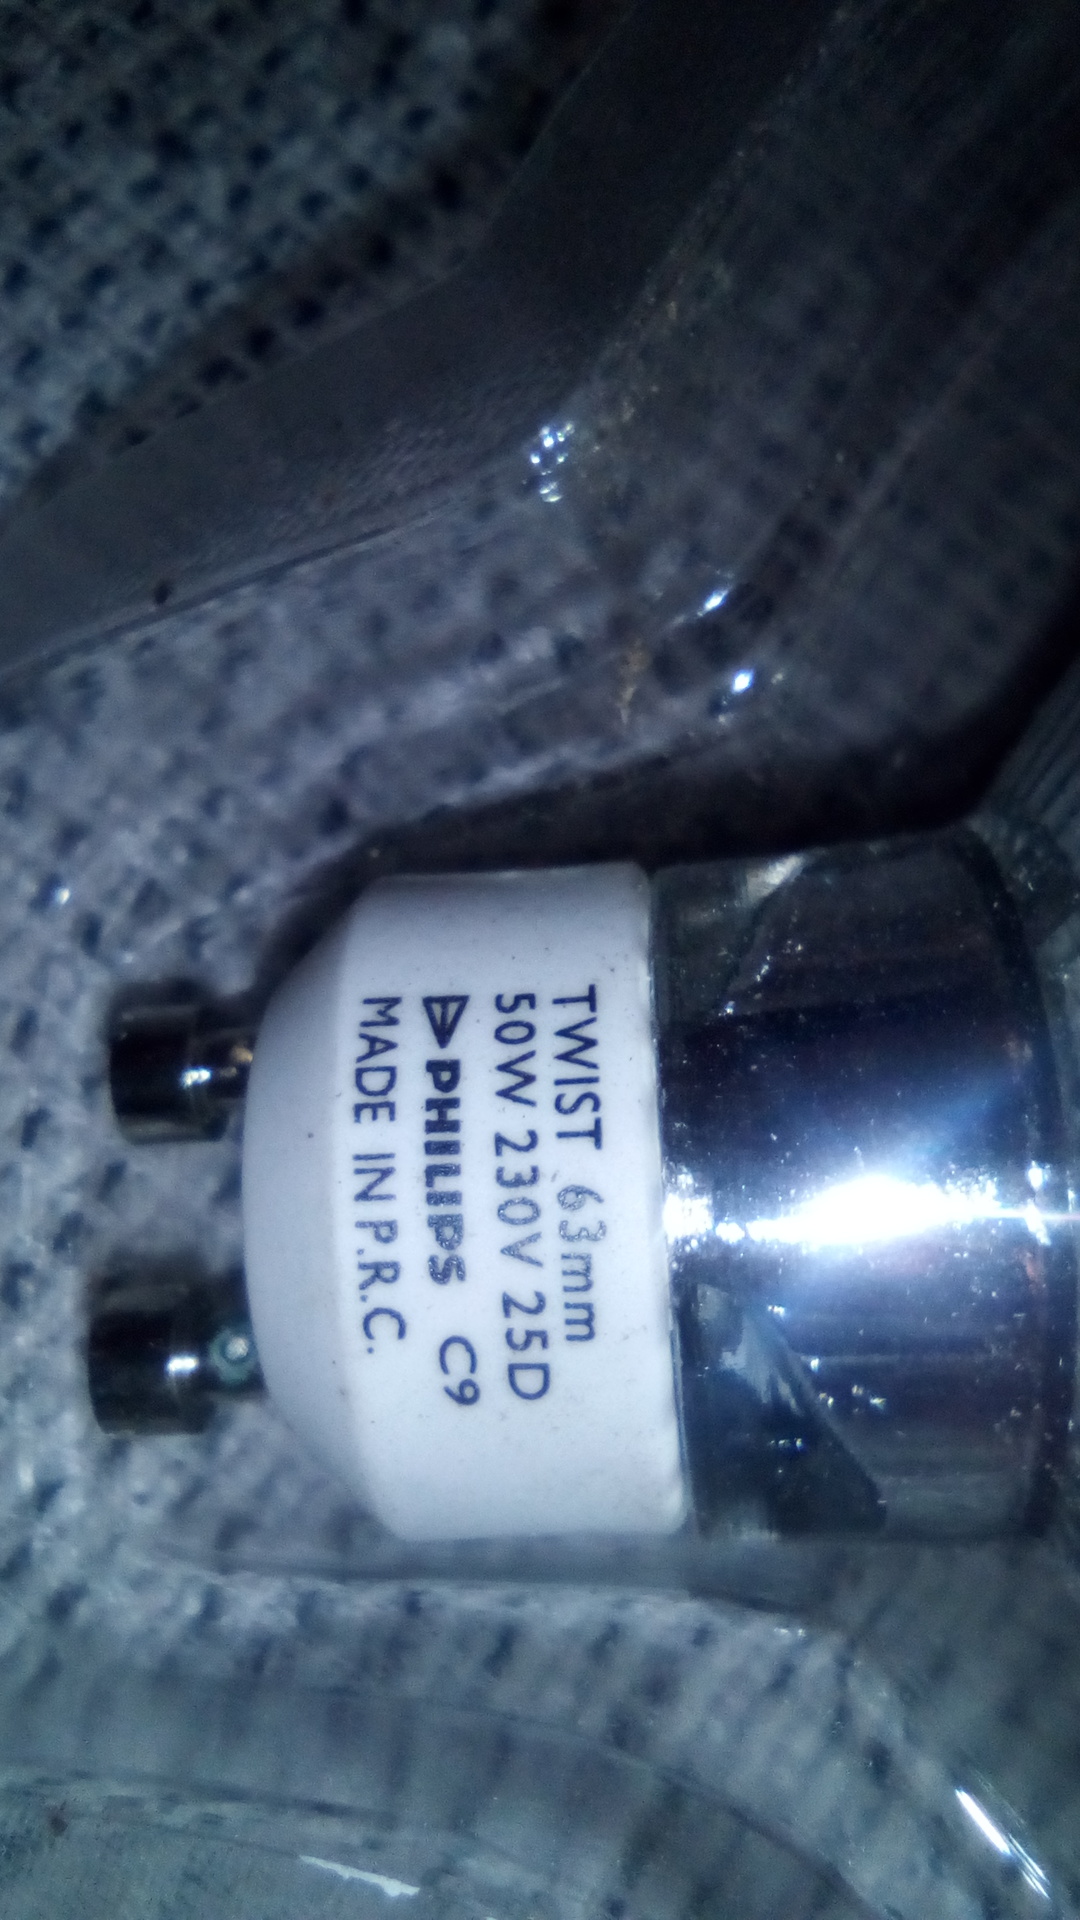 TWIST 63mm
50W 230V 25D
PHILIPS C9
MADE IN P.R.C.